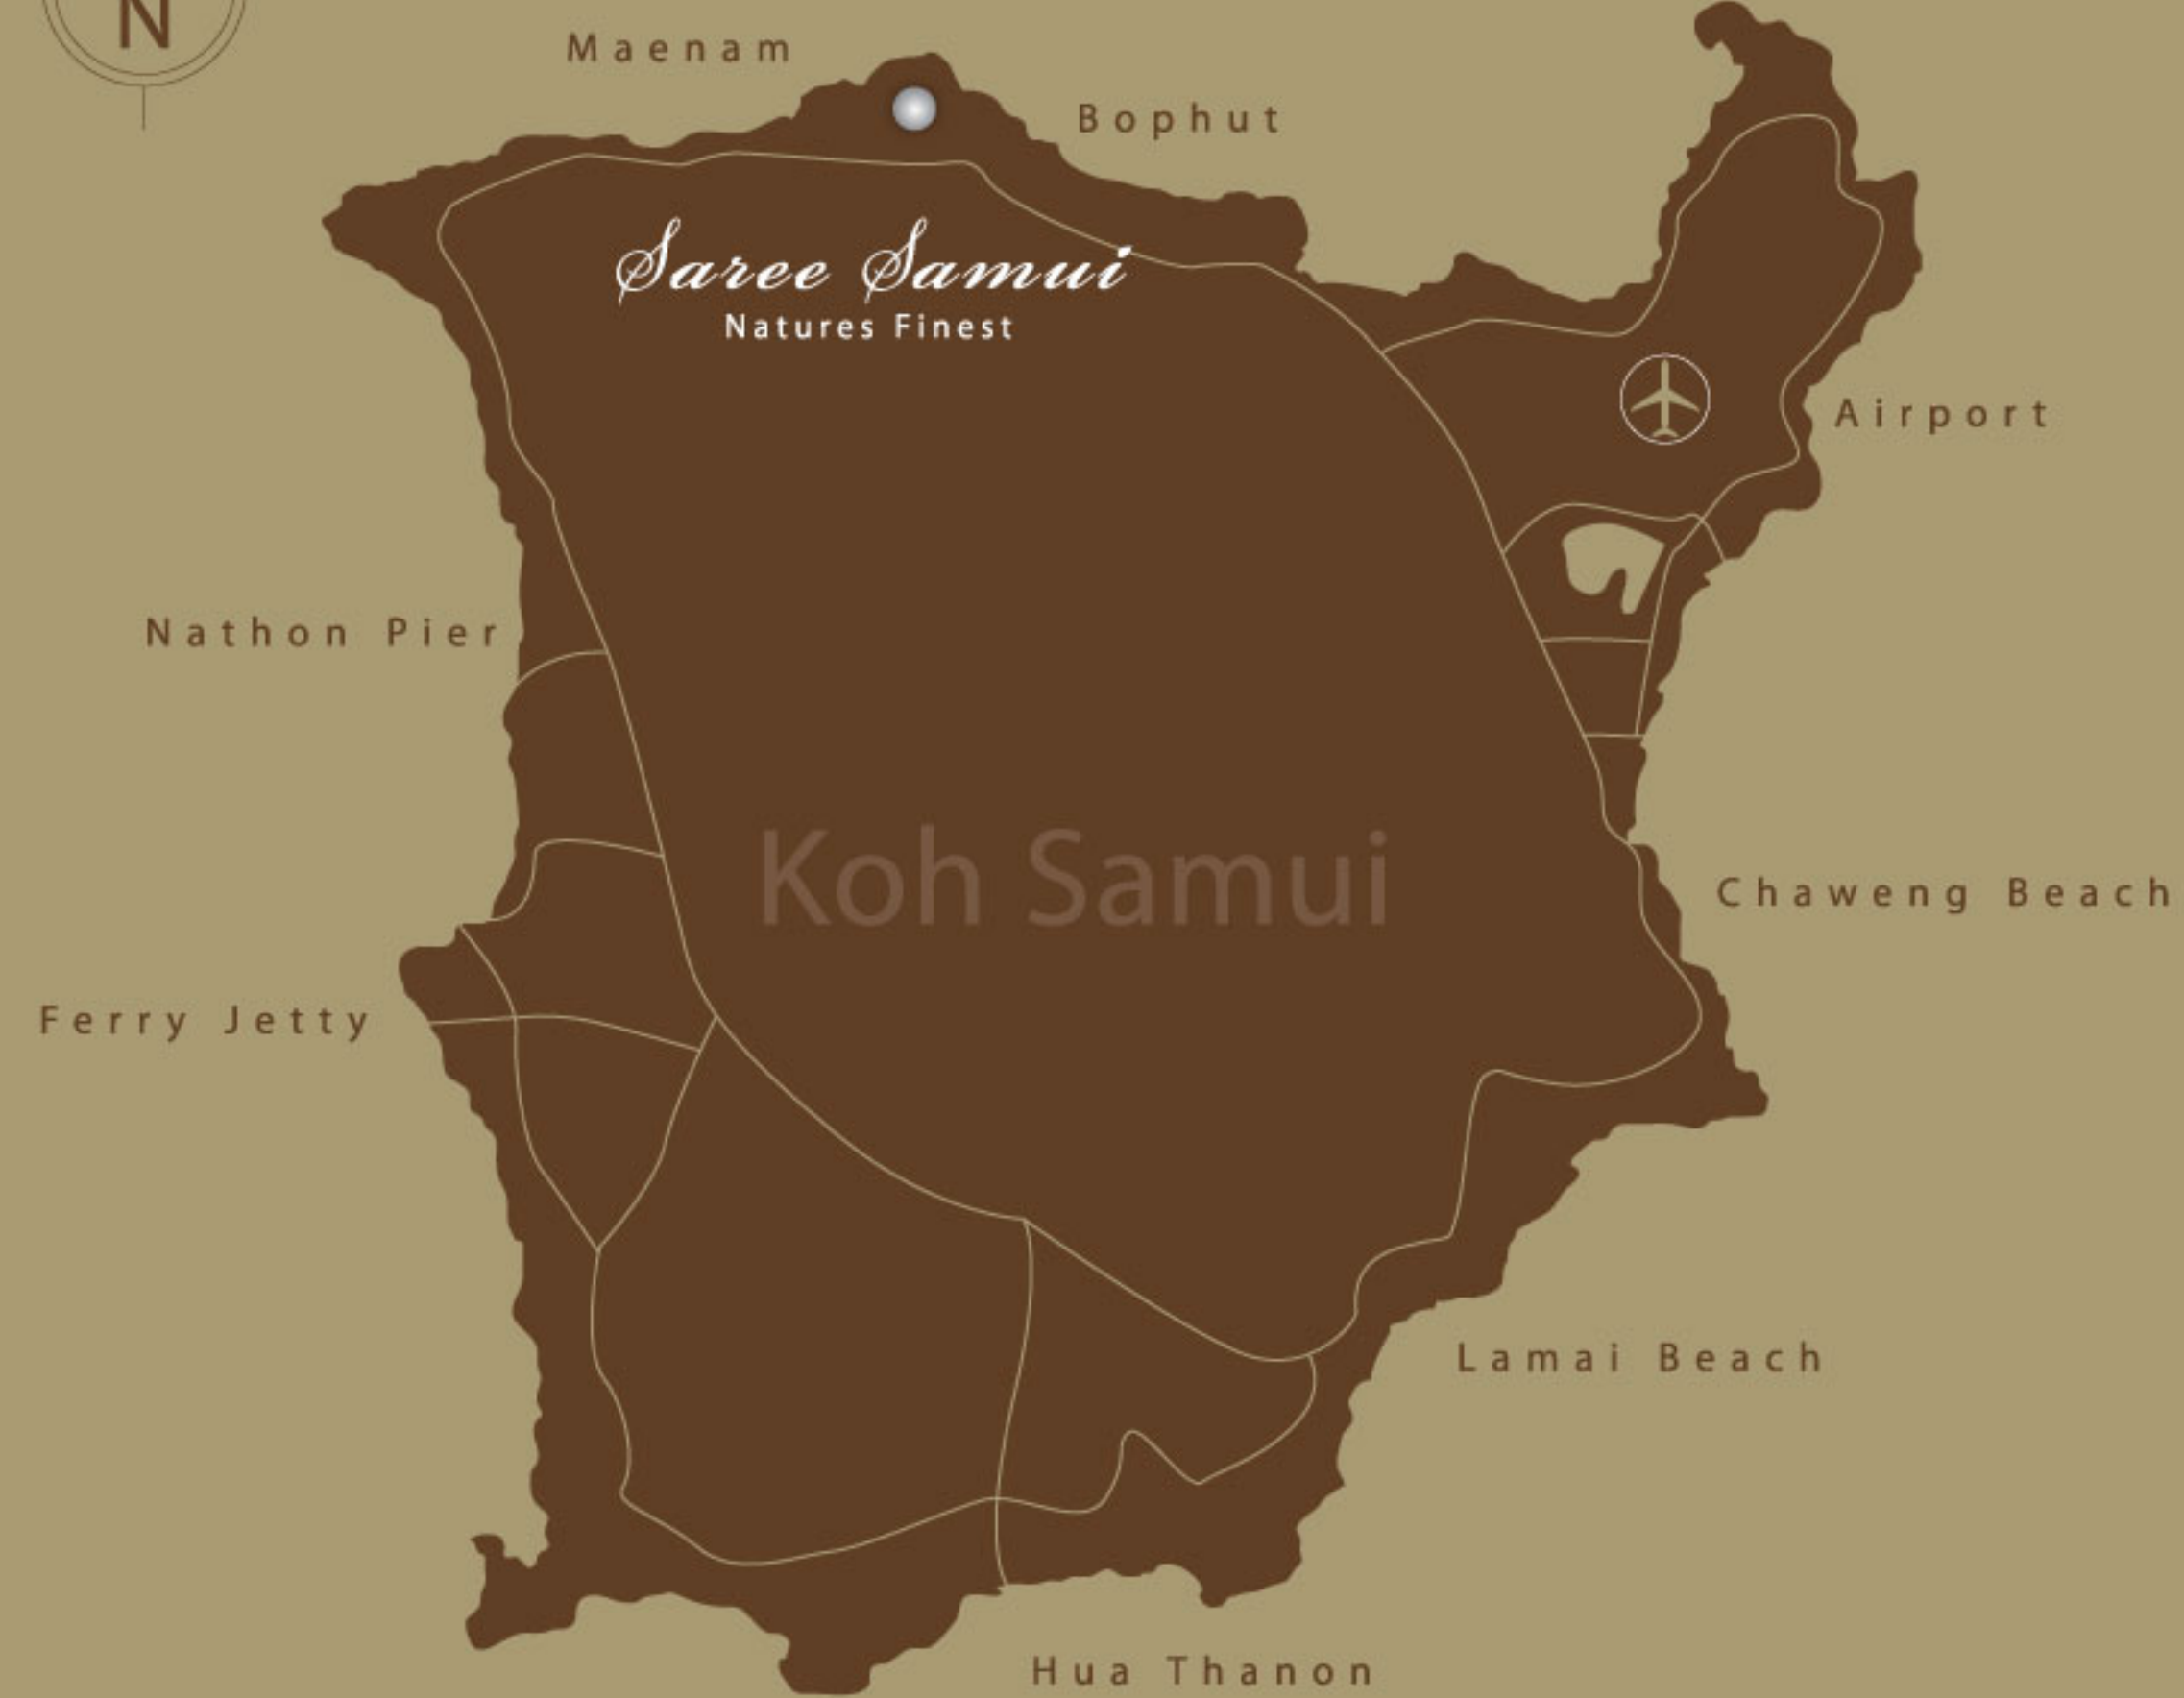 N
Maenam
Bophut
Saree Samui
Natures Finest
Airport
Nathon Pier
Koh Samui
Chaweng Beach
Ferry Jetty
Lamai Beach
Hua Thanon